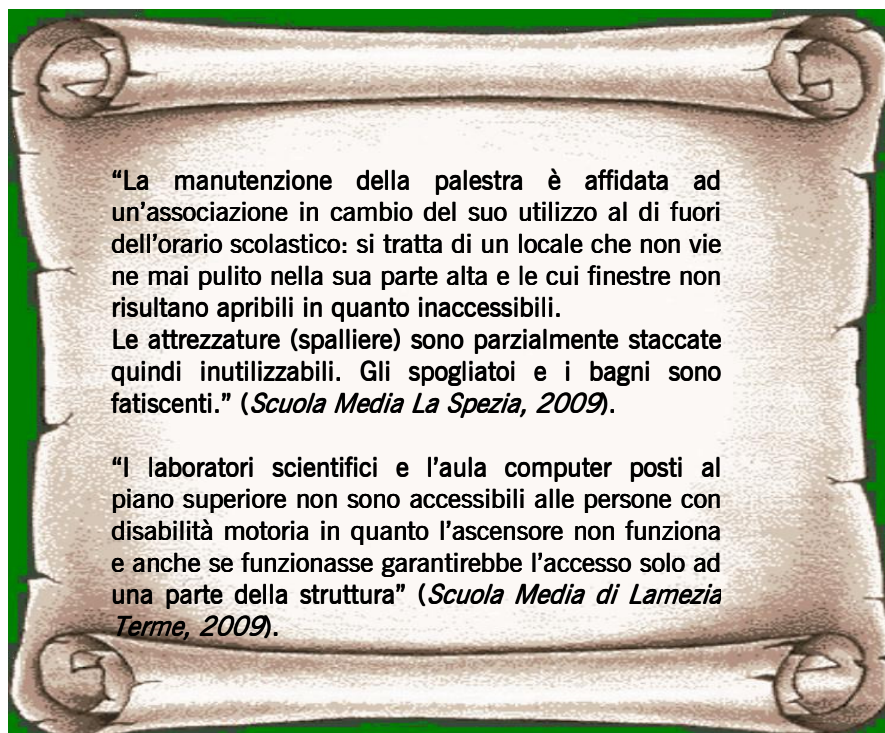 “La manutenzione della palestra è affidata ad
un’associazione in cambio del suo utilizzo al di fuori
dell’orario scolastico: si tratta di un locale che non vie
ne mai pulito nella sua parte alta e le cui finestre non
risultano apribili in quanto inaccessibili.
Le attrezzature (spalliere) sono parzialmente staccate
quindi inutilizzabili. Gli spogliatoi e i bagni sono
fatiscenti.” (Scuola Media La Spezia, 2009).
“I laboratori scientifici e l’aula computer posti al
piano superiore non sono accessibili alle persone con
disabilità motoria in quanto l’ascensore non funziona
e anche se funzionasse garantirebbe l’accesso solo ad
una parte della struttura” (Scuola Media di Lamezia
Terme, 2009).